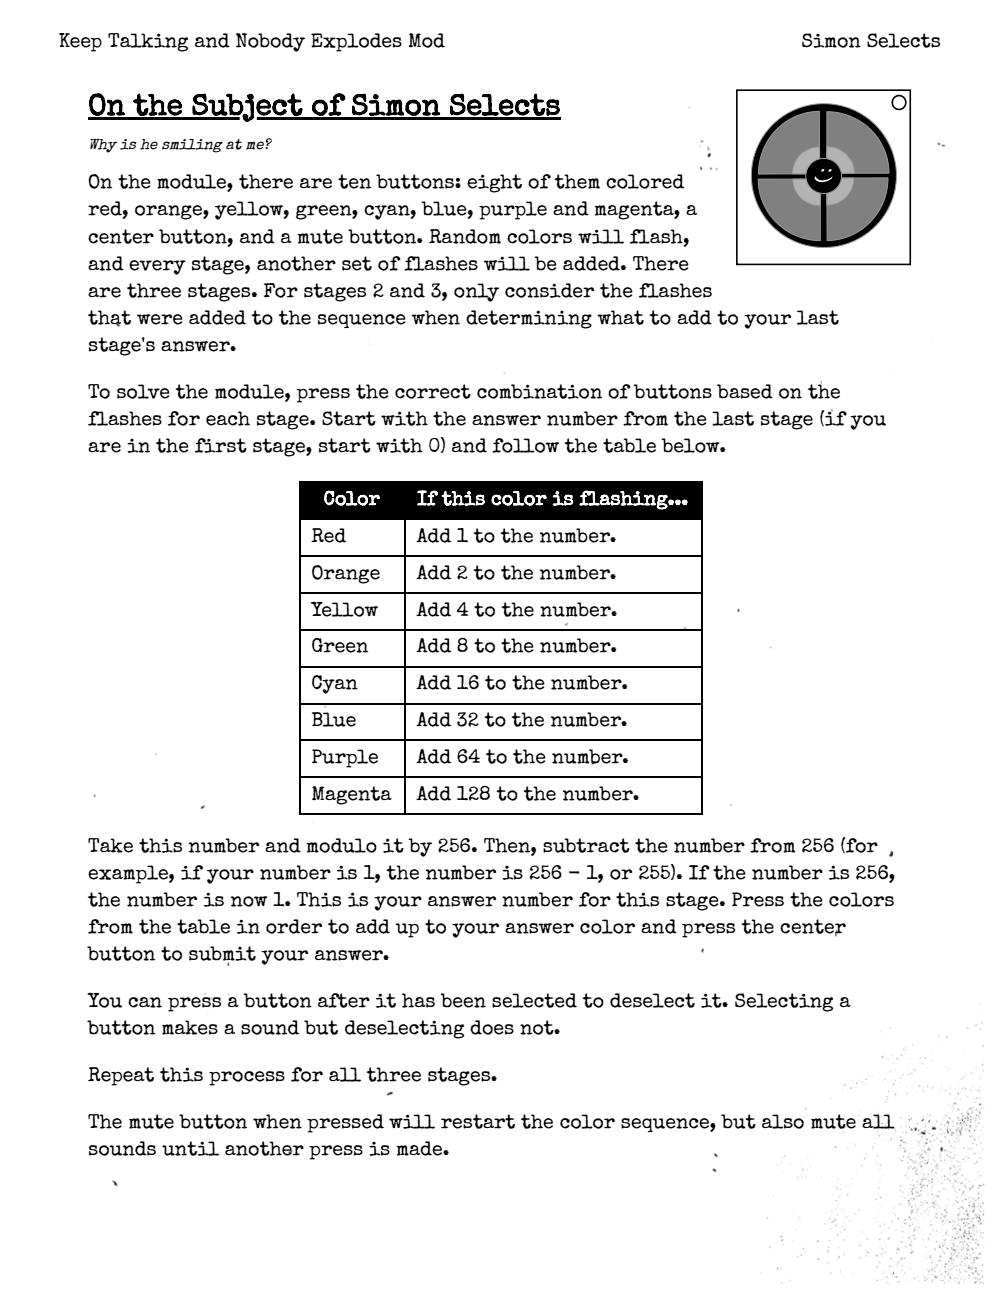 Keep Talking and Nobody Explodes Mod
Simon Selects
On the Subject of Simon Selects
Why is he smiling at me?
On the module, there are ten buttons: eight of them colored
red, orange, yellow, green, cyan, blue, purple and magenta, a
center button, and a mute button. Random colors will flash,
and every stage, another set of flashes will be added. There
are three stages. For stages 2 and 3, only consider the flashes
that were added to the sequence when determining what to add to your last
stage's answer.
To solve the module, press the correct combination of buttons based on the
flashes for each stage. Start with the answer number from the last stage (if you
are in the first stage, start with 0) and follow the table below.
Color If this color is flashing...
Red Add 1 to the number.
Orange Add 2 to the number.
Yellow Add 4 to the number.
Green Add 8 to the number.
Cyan Add 16 to the number.
Blue Add 32 to the number.
Purple Add 64 to the number.
Magenta Add 128 to the number.
Take this number and modulo it by 256. Then, subtract the number from 256 (for
example, if your number is 1, the number is 256 – 1, or 255). If the number is 256,
the number is now 1. This is your answer number for this stage. Press the colors
from the table in order to add up to your answer color and press the center
button to submit your answer.
You can press a button after it has been selected to deselect it. Selecting a
button makes a sound but deselecting does not.
Repeat this process for all three stages.
The mute button when pressed will restart the color sequence, but also mute all
sounds until another press is made.